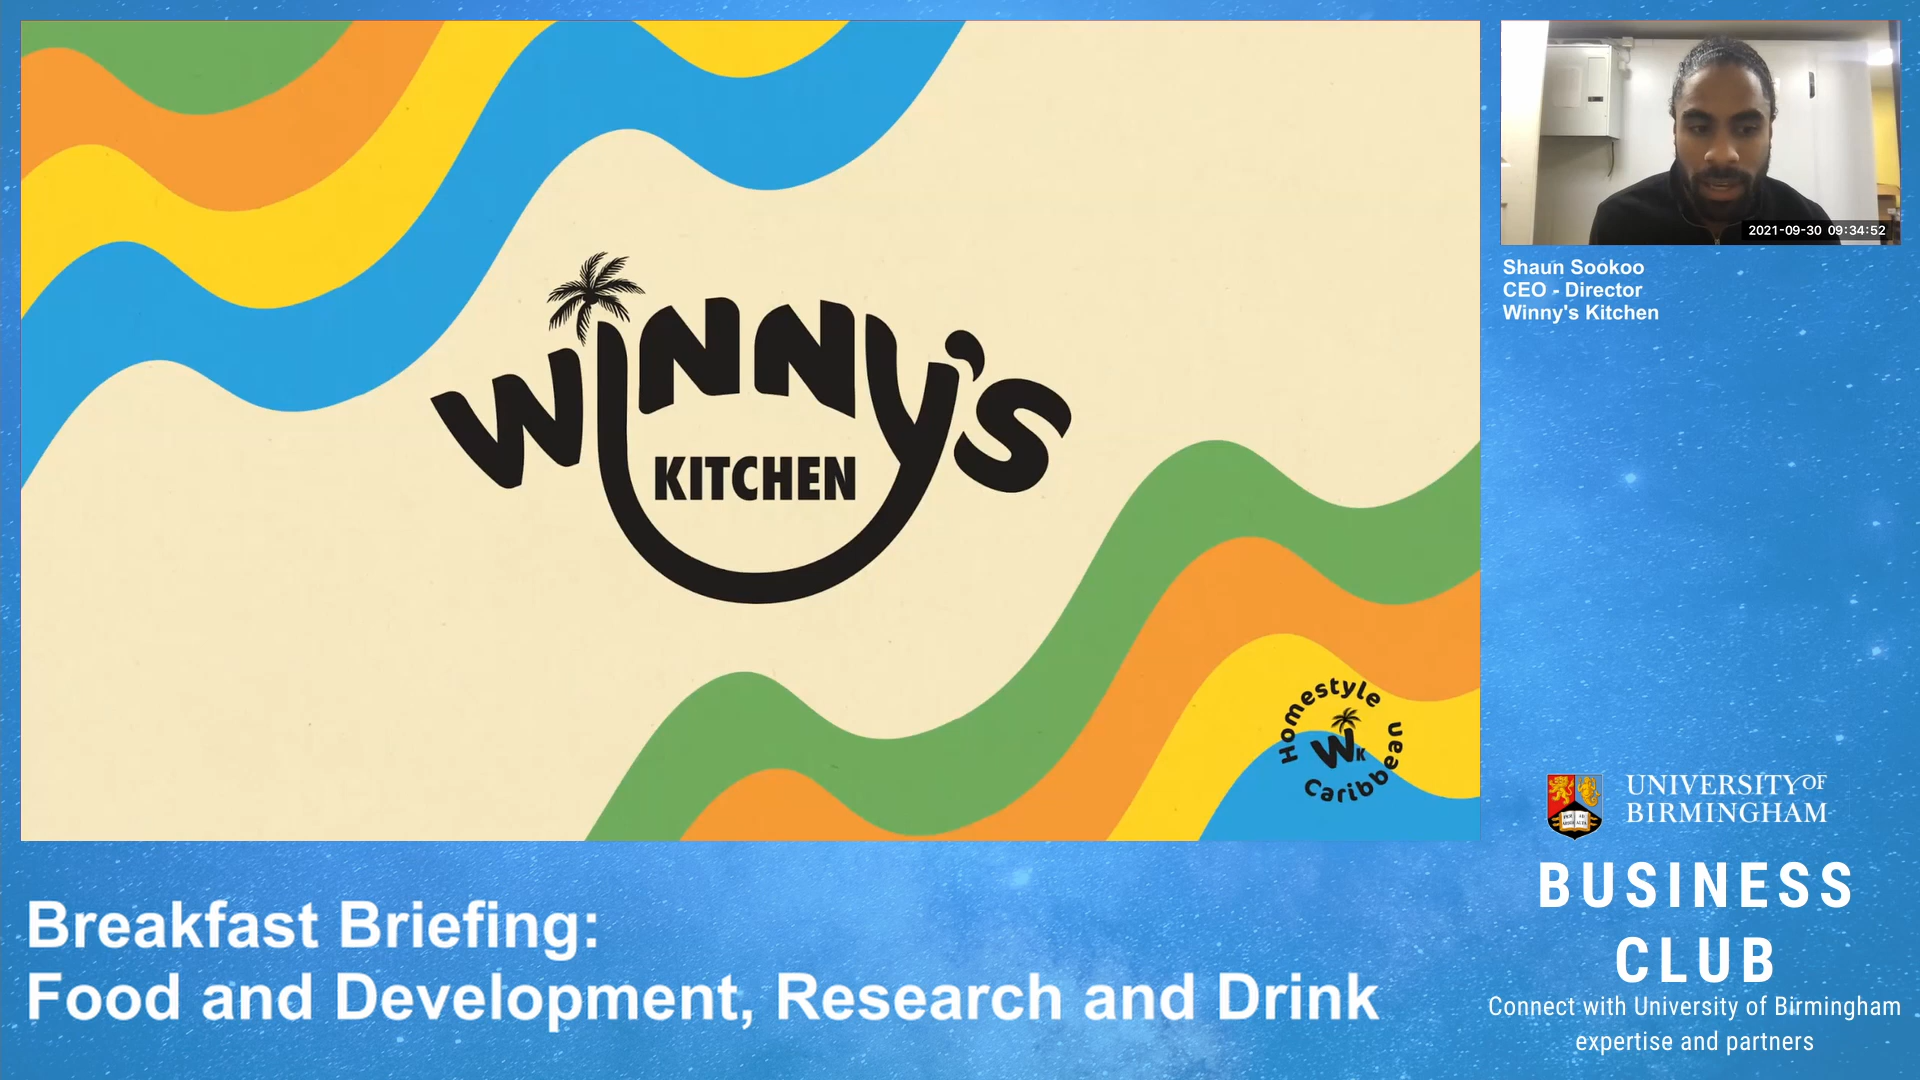 WINNY'S
KITCHEN
Homestyle
WK
Caribbean
2021-09-30 09:34:52
Shaun Sookoo
CEO - Director
Winny's Kitchen
UNIVERSITY OF
BIRMINGHAM
BUSINESS
CLUB
Connect with University of Birmingham
expertise and partners
Breakfast Briefing:
Food and Development, Research and Drink